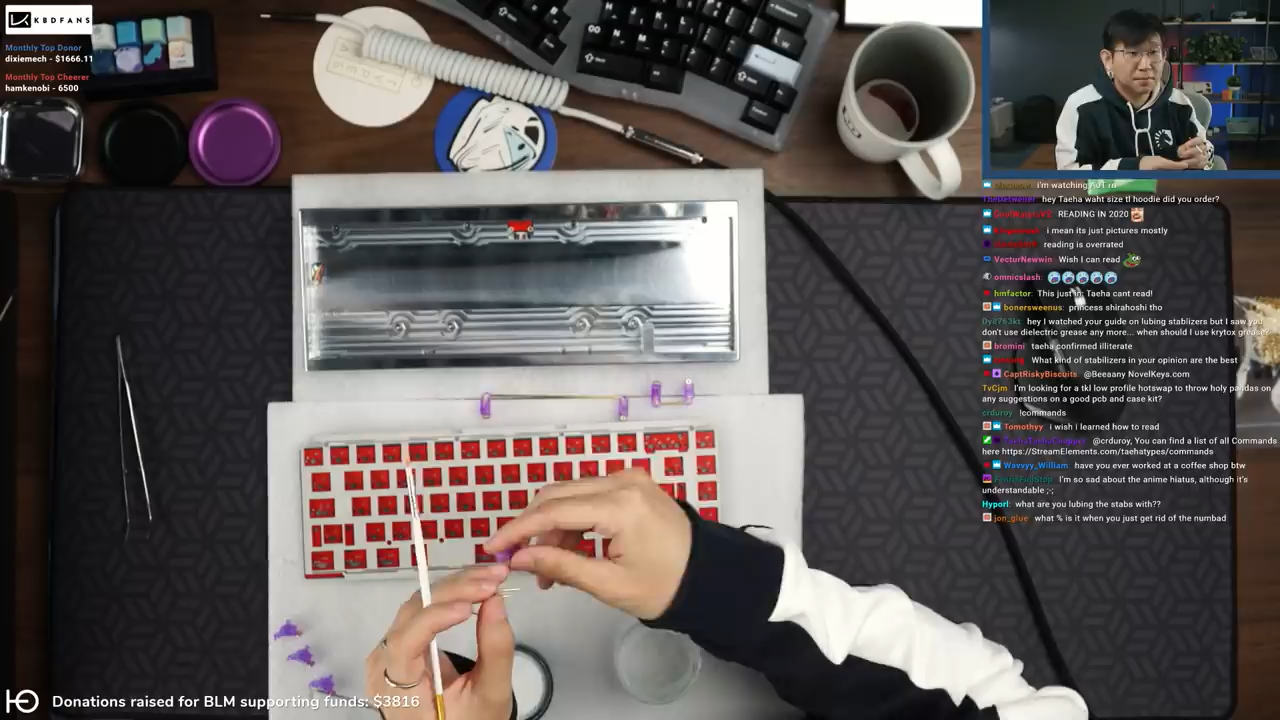 KBDFANS
Monthly Top Donor
dixiemech - $1666.11
Monthly Top Cheerer
hamkenobi - 6500
i'm watching AOT rn
TheDetweiler: hey Taeha waht size tl hoodie did you order?
READING IN 2020
i mean its just pictures mostly
reading is overrated
VecturNewwin: Wish I can read
omnicslash:
hmfactor: This just in: Taeha cant read!
bonersweenus: princess shirahoshi tho
hey I watched your guide on lubing stablizers but I saw you
don't use dielectric grease any more... when should I use krytox grease?
bromini: taeha confirmed illiterate
What kind of stabilizers in your opinion are the best
CaptRiskyBiscuits: @Beeaany NovelKeys.com
TvCjm: I'm looking for a tkl low profile hotswap to throw holy pandas on
any suggestions on a good pcb and case kit?
crduroy: !commands
Tomothyy: i wish i learned how to read
@crduroy, You can find a list of all Commands
here https://StreamElements.com/taehatypes/commands
Wavvyy_William: have you ever worked at a coffee shop btw
I'm so sad about the anime hiatus, although it's
understandable ;-;
Hyporl: what are you lubing the stabs with??
jon_glue: what % is it when you just get rid of the numbad
Donations raised for BLM supporting funds: $3816